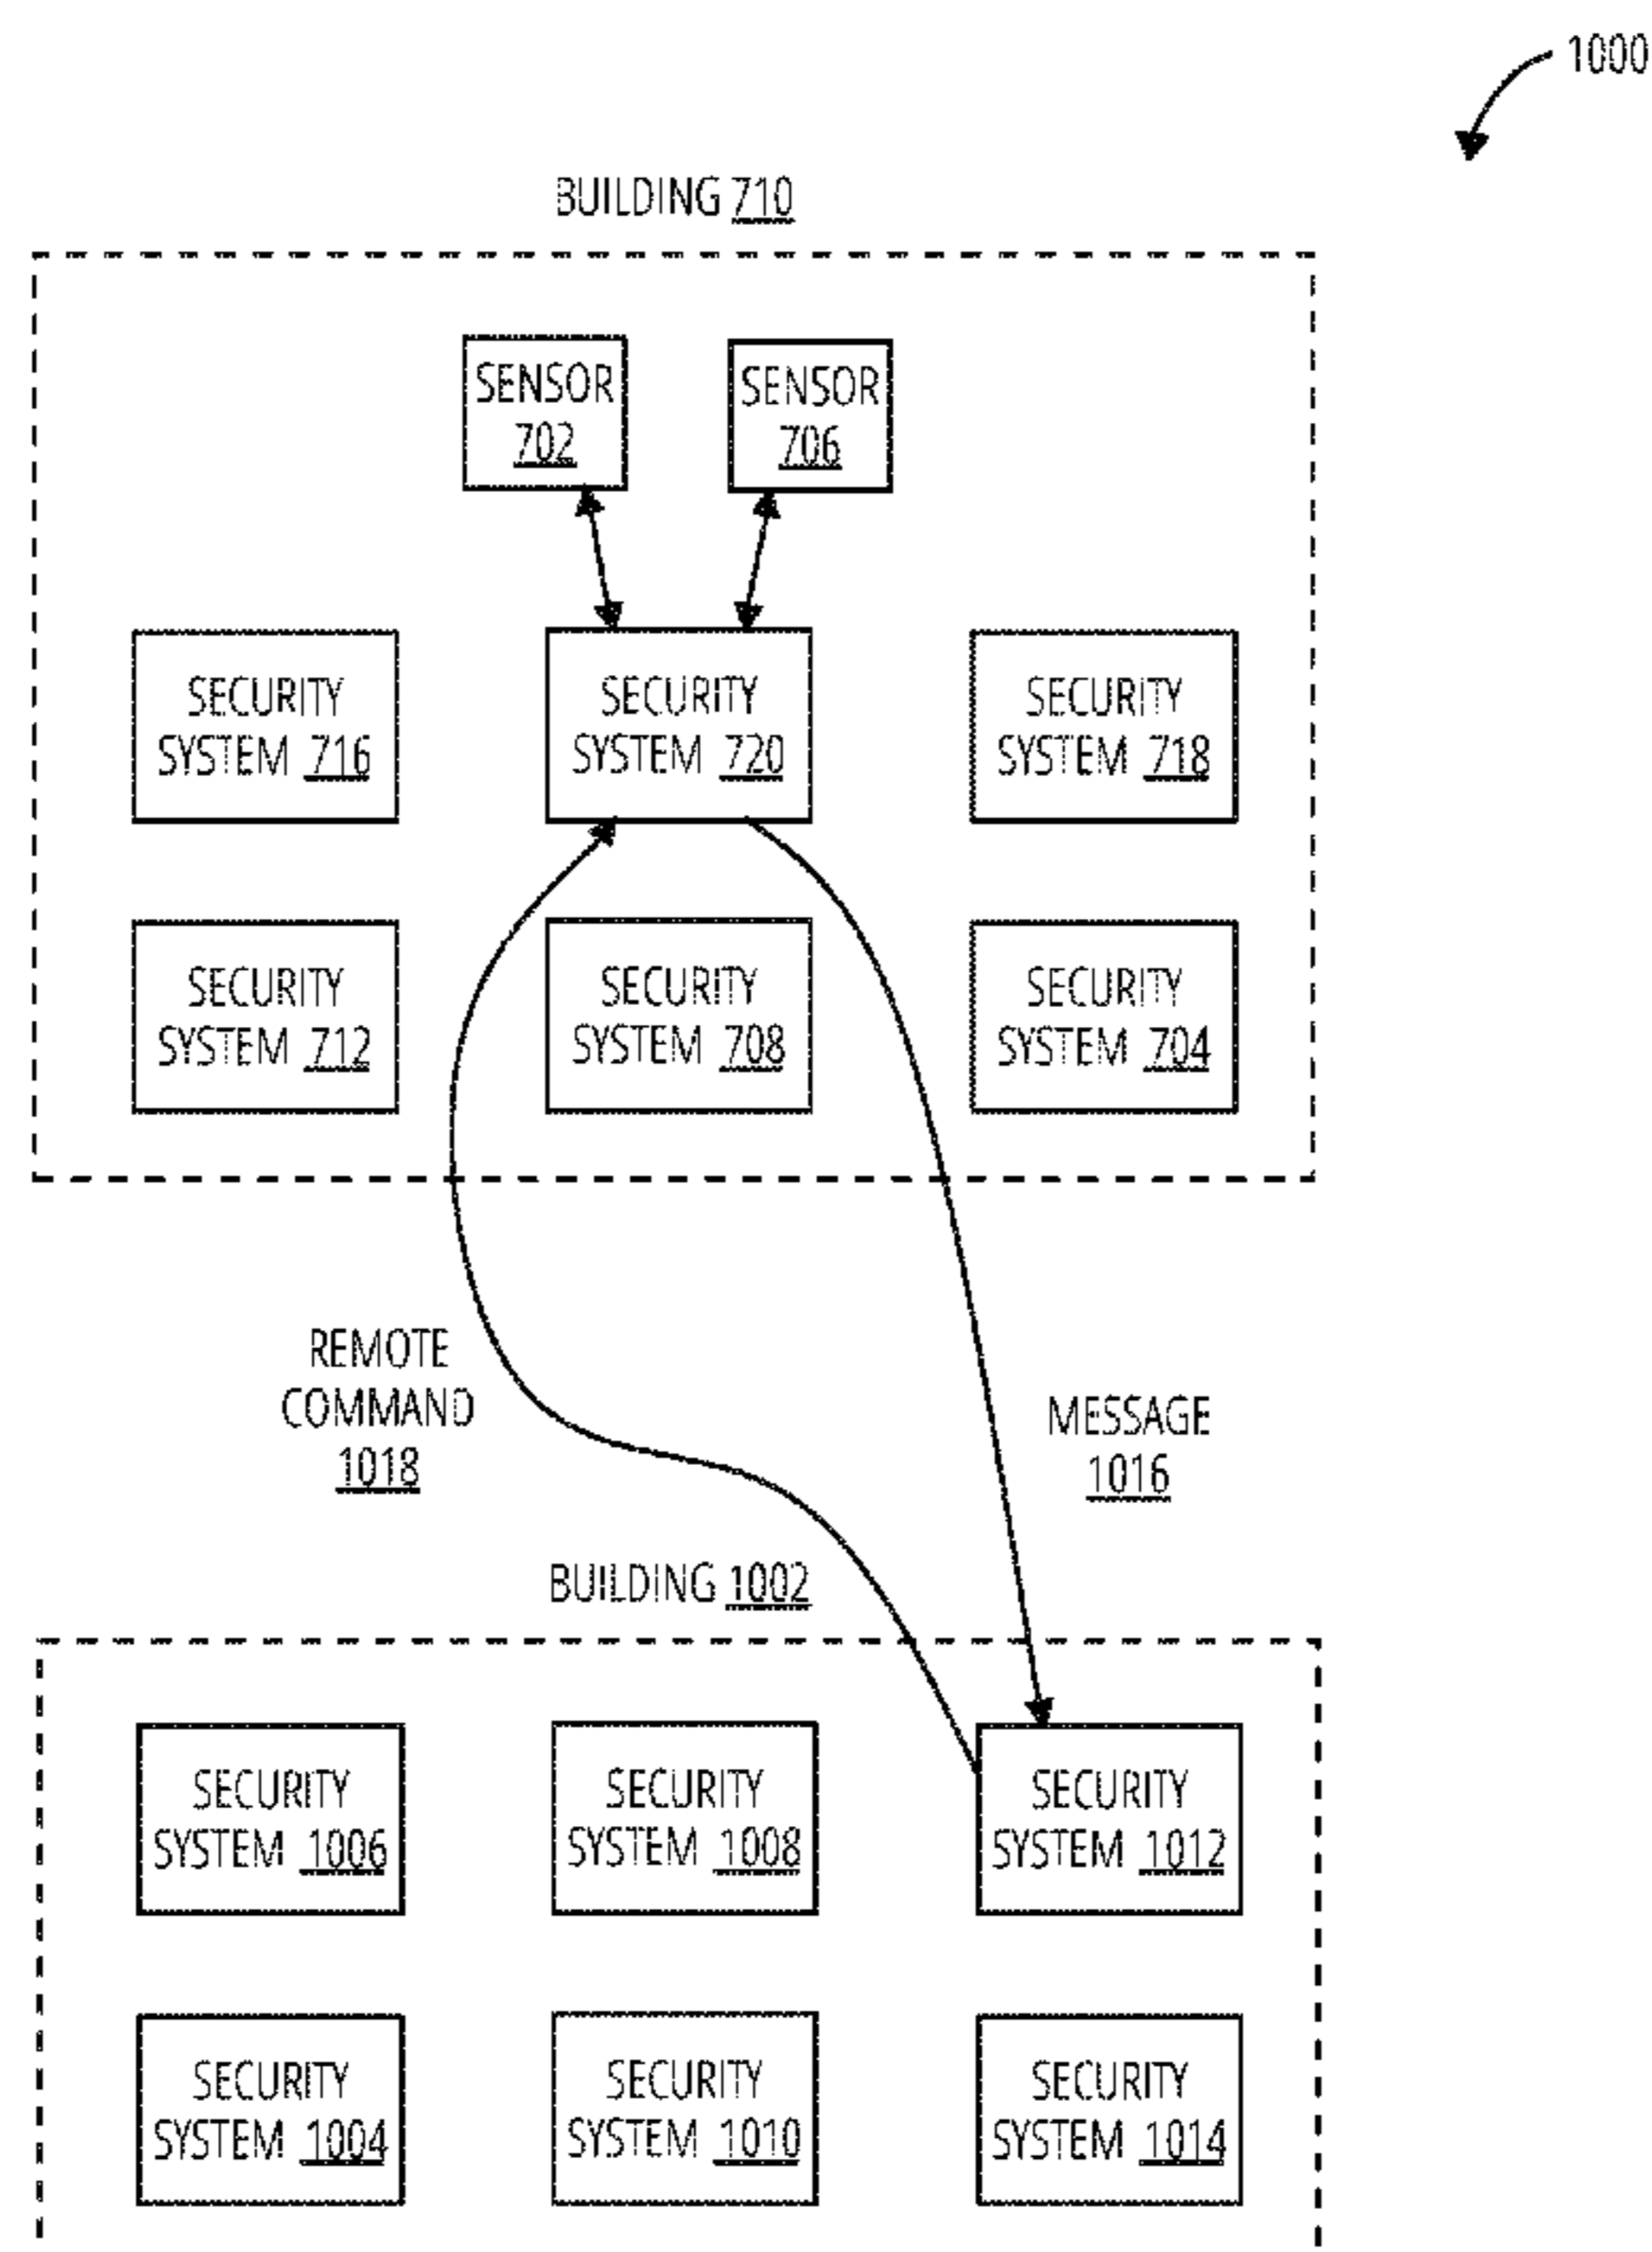 1000
BUILDING 710
SENSOR
702
SENSOR
706
SECURITY
SYSTEM 716
SECURITY
SYSTEM 720
SECURITY
SYSTEM 718
SECURITY
SYSTEM 712
SECURITY
SYSTEM 708
SECURITY
SYSTEM 704
REMOTE
COMMAND
1018
MESSAGE
1016
BUILDING 1002
SECURITY
SYSTEM 1006
SECURITY
SYSTEM 1008
SECURITY
SYSTEM 1012
SECURITY
SYSTEM 1004
SECURITY
SYSTEM 1010
SECURITY
SYSTEM 1014